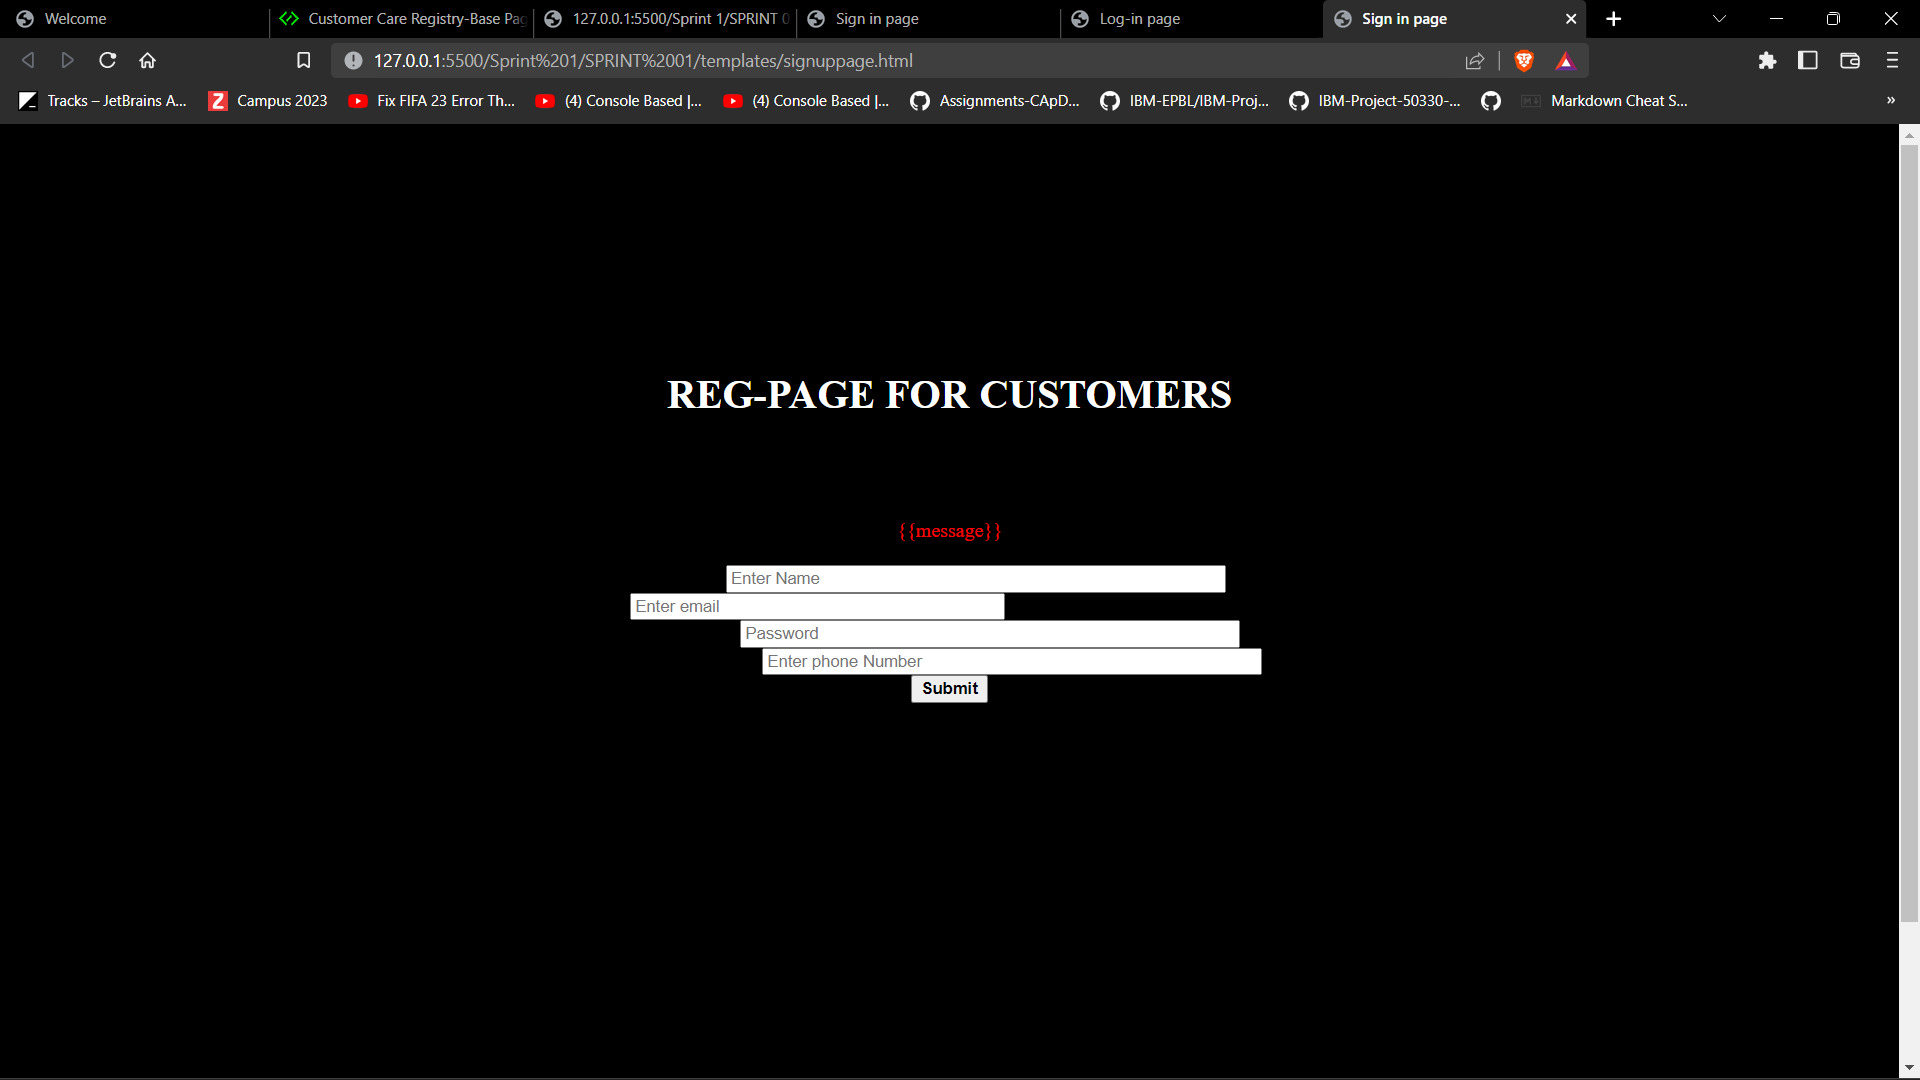 Welcome
Customer Care Registry-Base Pag
127.0.0.1:5500/Sprint 1/SPRINT 0
Sign in page
Log-in page
Sign in page
127.0.0.1:5500/Sprint%201/SPRINT%2001/templates/signuppage.html
Tracks – JetBrains A...
Z Campus 2023
Fix FIFA 23 Error Th...
(4) Console Based |...
(4) Console Based |...
Assignments-CApD...
IBM-EPBL/IBM-Proj...
IBM-Project-50330-...
Markdown Cheat S...
»
REG-PAGE FOR CUSTOMERS
{{message}}
Enter Name
Enter email
Password
Enter phone Number
Submit